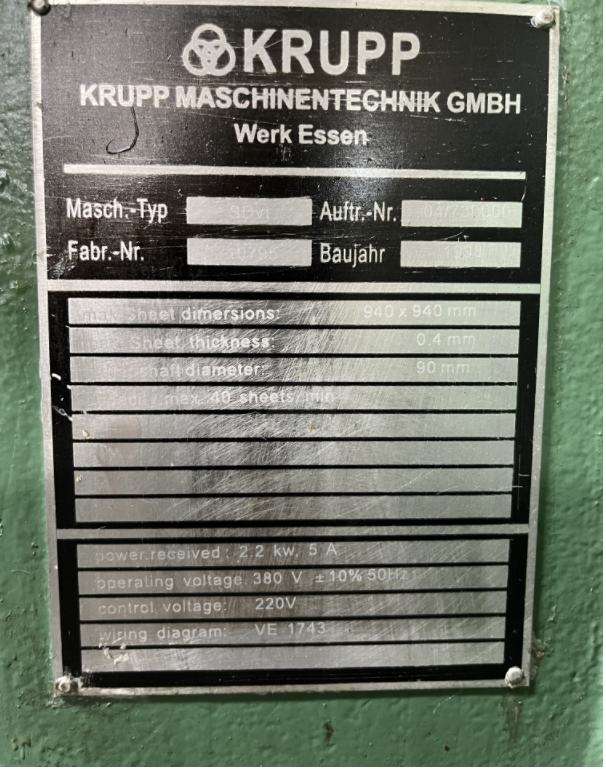 KRUPP
KRUPP MASCHINENTECHNIK GMBH
Werk Essen
Masch.-Typ Auftr.-Nr.
Fabr.-Nr. Baujahr
max. Sheet dimersions: 940 x 940 mm
Sheet thickness: 0.4 mm
shaft diameter: 90 mm
max. 40 sheets/min
power.received: 2.2 kw, 5 A
operating voltage. 380 V ±10% 50Hz
control voltage: 220V
wiring diagram: VE 1743